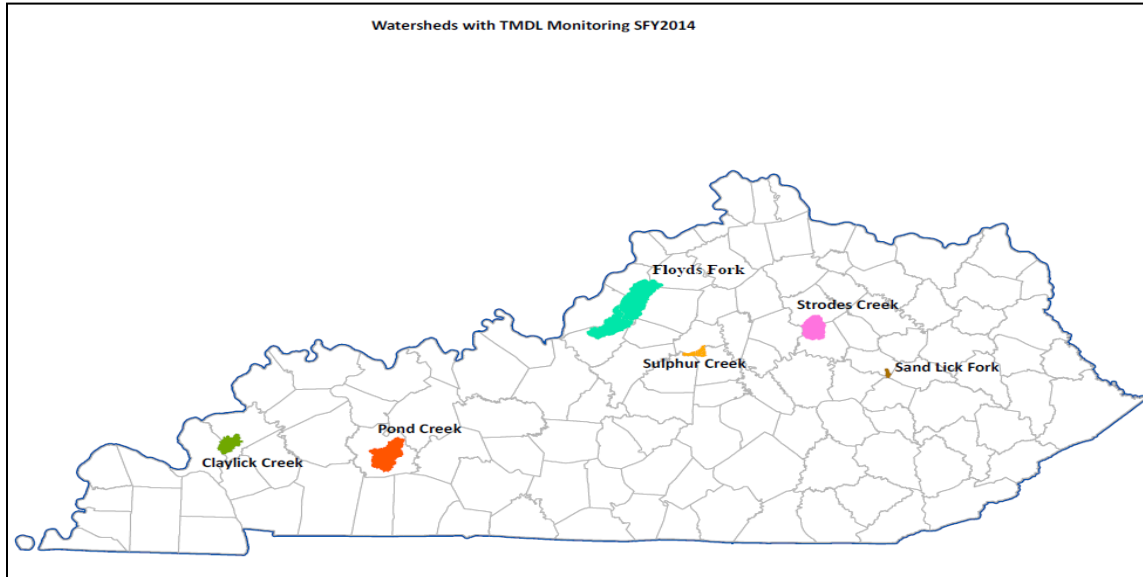 Watersheds with TMDL Monitoring SFY2014
Floyds Fork
Strodes Creek
Sulphur Creek
Sand Lick Fork
Pond Creek
Claylick Creek